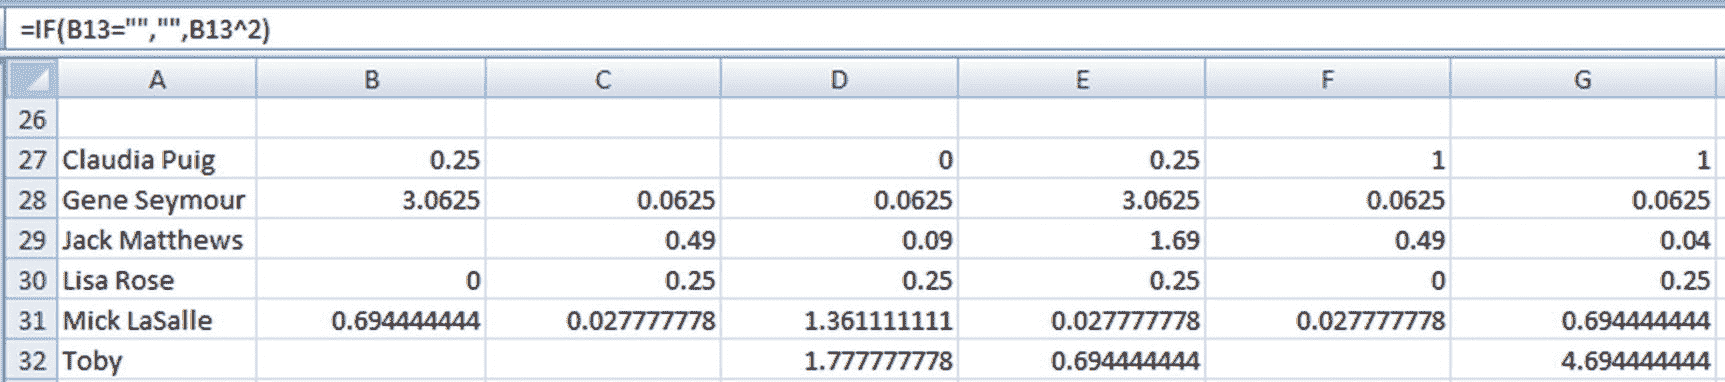 =IF(B13="","",B13^2)
A B C D E F G
26
27 Claudia Puig 0.25 0 0.25 1 1
28 Gene Seymour 3.0625 0.0625 0.0625 3.0625 0.0625 0.0625
29 Jack Matthews 0.49 0.09 1.69 0.49 0.04
30 Lisa Rose 0 0.25 0.25 0.25 0 0.25
31 Mick LaSalle 0.694444444 0.027777778 1.361111111 0.027777778 0.027777778 0.694444444
32 Toby 1.777777778 0.694444444 4.694444444